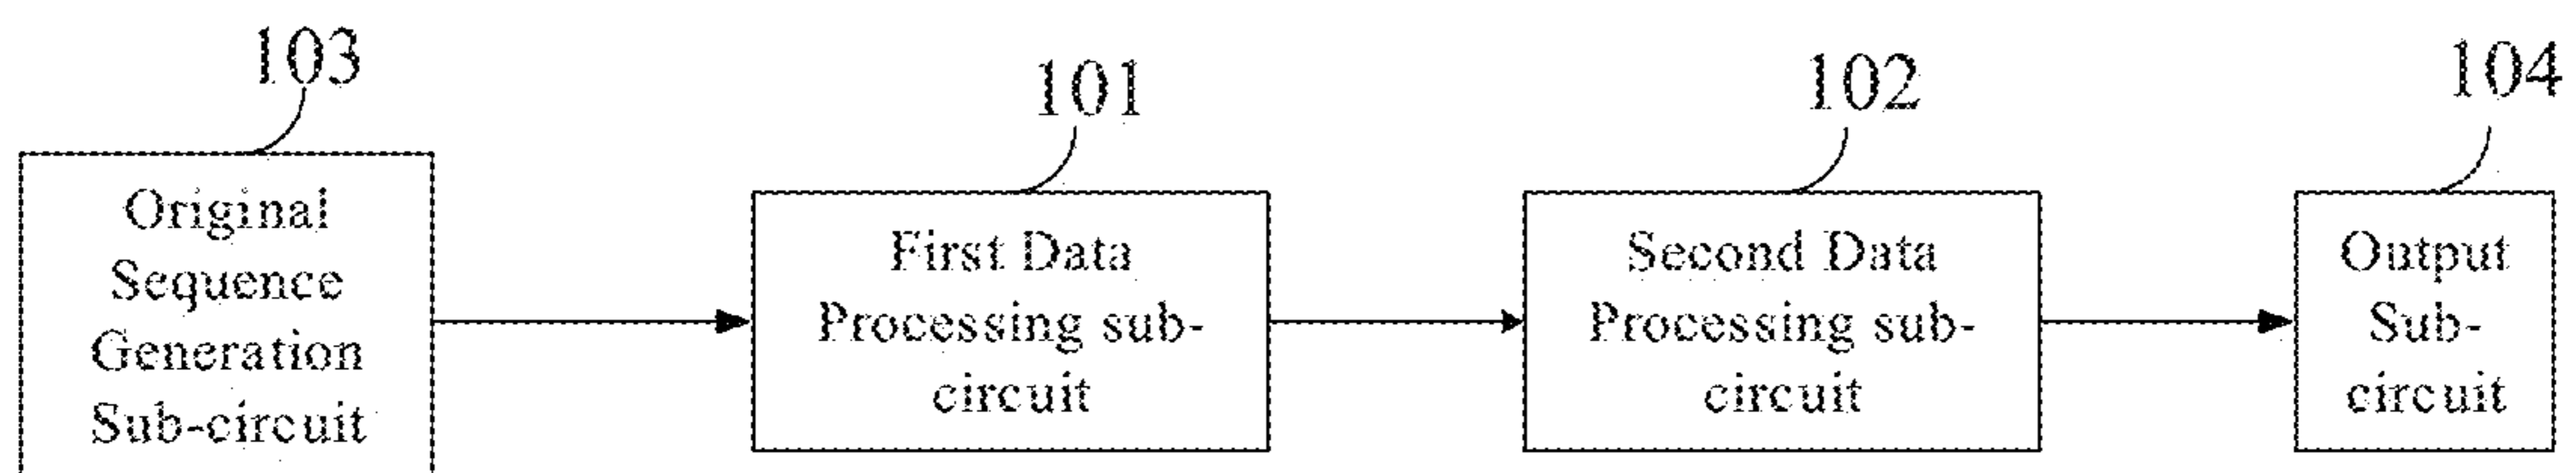 103
101
102
104
Original
Sequence
Generation
Sub-circuit
First Data
Processing sub-
circuit
Second Data
Processing sub-
circuit
Output
Sub-
circuit